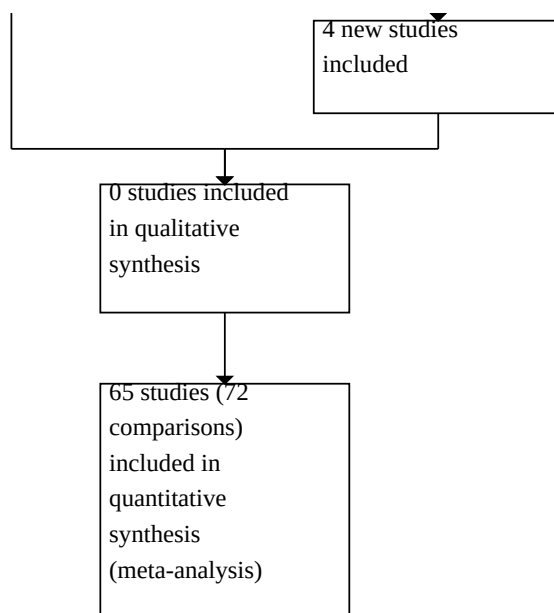 4 new studies
included
0 studies included
in qualitative
synthesis
65 studies (72
comparisons)
included in
quantitative
synthesis
(meta-analysis)